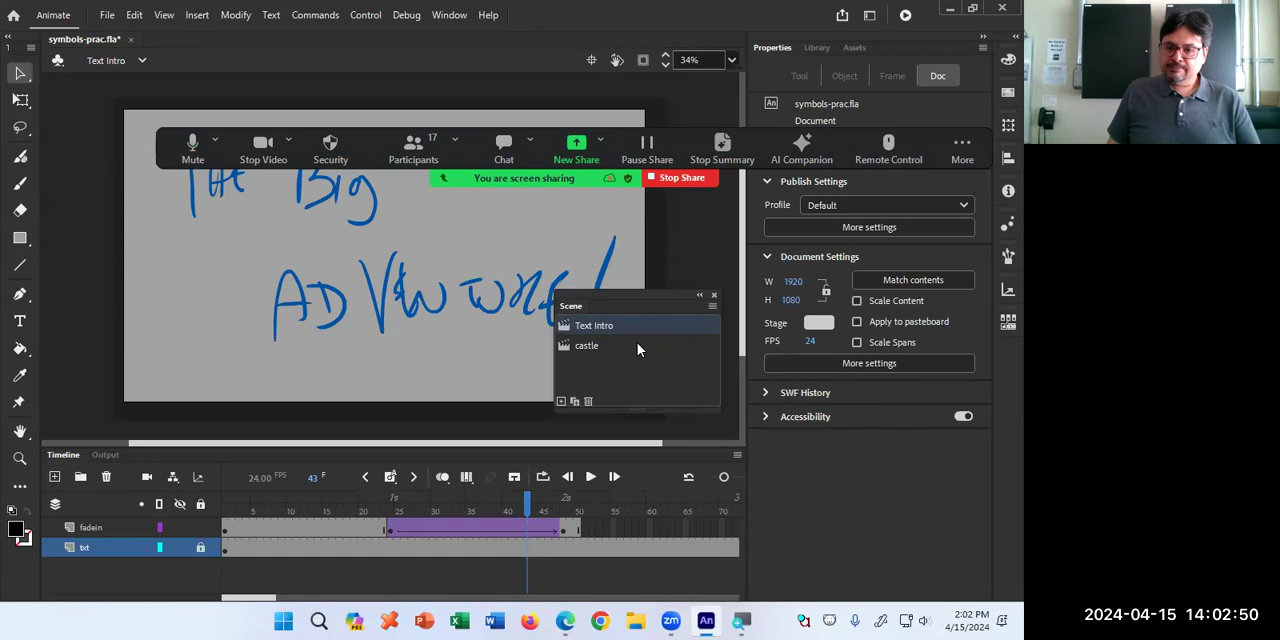 Animate File Edit View Insert Modify Text Commands Control Debug Window Help
symbols-prac.fla* ×
Text Intro 34%
Properties Library Assets
Tool Object Frame Doc
An symbols-prac.fla
Document
17
Mute Stop Video Security Participants Chat New Share Pause Share Stop Summary AI Companion Remote Control More
You are screen sharing Stop Share
The Big
ADVENTURE!
Scene
Text Intro
castle
Publish Settings
Profile Default
More settings
Document Settings
W 1920 Match contents
H 1080 Scale Content
Stage Apply to pasteboard
FPS 24 Scale Spans
More settings
SWF History
Accessibility
Timeline Output
24.00 FPS 43 F
1s 2s 3
5 10 15 20 25 30 35 40 45 50 55 60 65 70
fadein
txt
2:02 PM
4/15/2024
2024-04-15 14:02:50